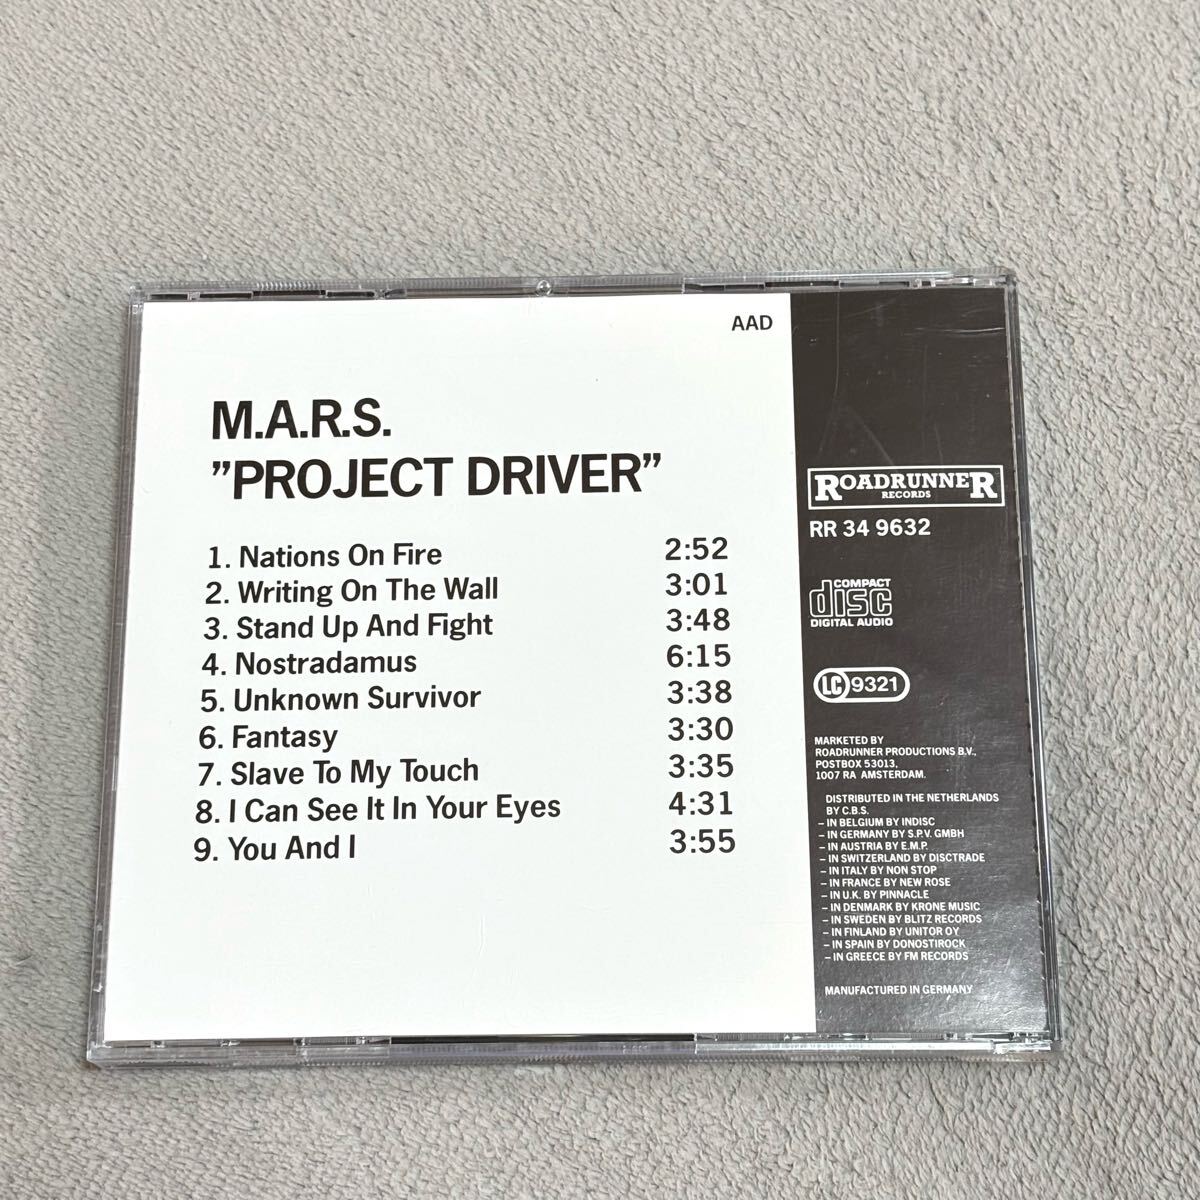 AAD
M.A.R.S.
”PROJECT DRIVER”
1. Nations On Fire 2:52
2. Writing On The Wall 3:01
3. Stand Up And Fight 3:48
4. Nostradamus 6:15
5. Unknown Survivor 3:38
6. Fantasy 3:30
7. Slave To My Touch 3:35
8. I Can See It In Your Eyes 4:31
9. You And I 3:55
ROADRUNNER
RECORDS
RR 34 9632
COMPACT
disc
DIGITAL AUDIO
LC 9321
MARKETED BY
ROADRUNNER PRODUCTIONS B.V.,
POSTBOX 53013,
1007 RA AMSTERDAM.
DISTRIBUTED IN THE NETHERLANDS
BY C.B.S.
– IN BELGIUM BY INDISC
– IN GERMANY BY S.P.V. GMBH
– IN AUSTRIA BY E.M.P.
– IN SWITZERLAND BY DISCTRADE
– IN ITALY BY NON STOP
– IN FRANCE BY NEW ROSE
– IN U.K. BY PINNACLE
– IN DENMARK BY KRONE MUSIC
– IN SWEDEN BY BLITZ RECORDS
– IN FINLAND BY UNITOR OY
– IN SPAIN BY DONOSTIROCK
– IN GREECE BY FM RECORDS
MANUFACTURED IN GERMANY